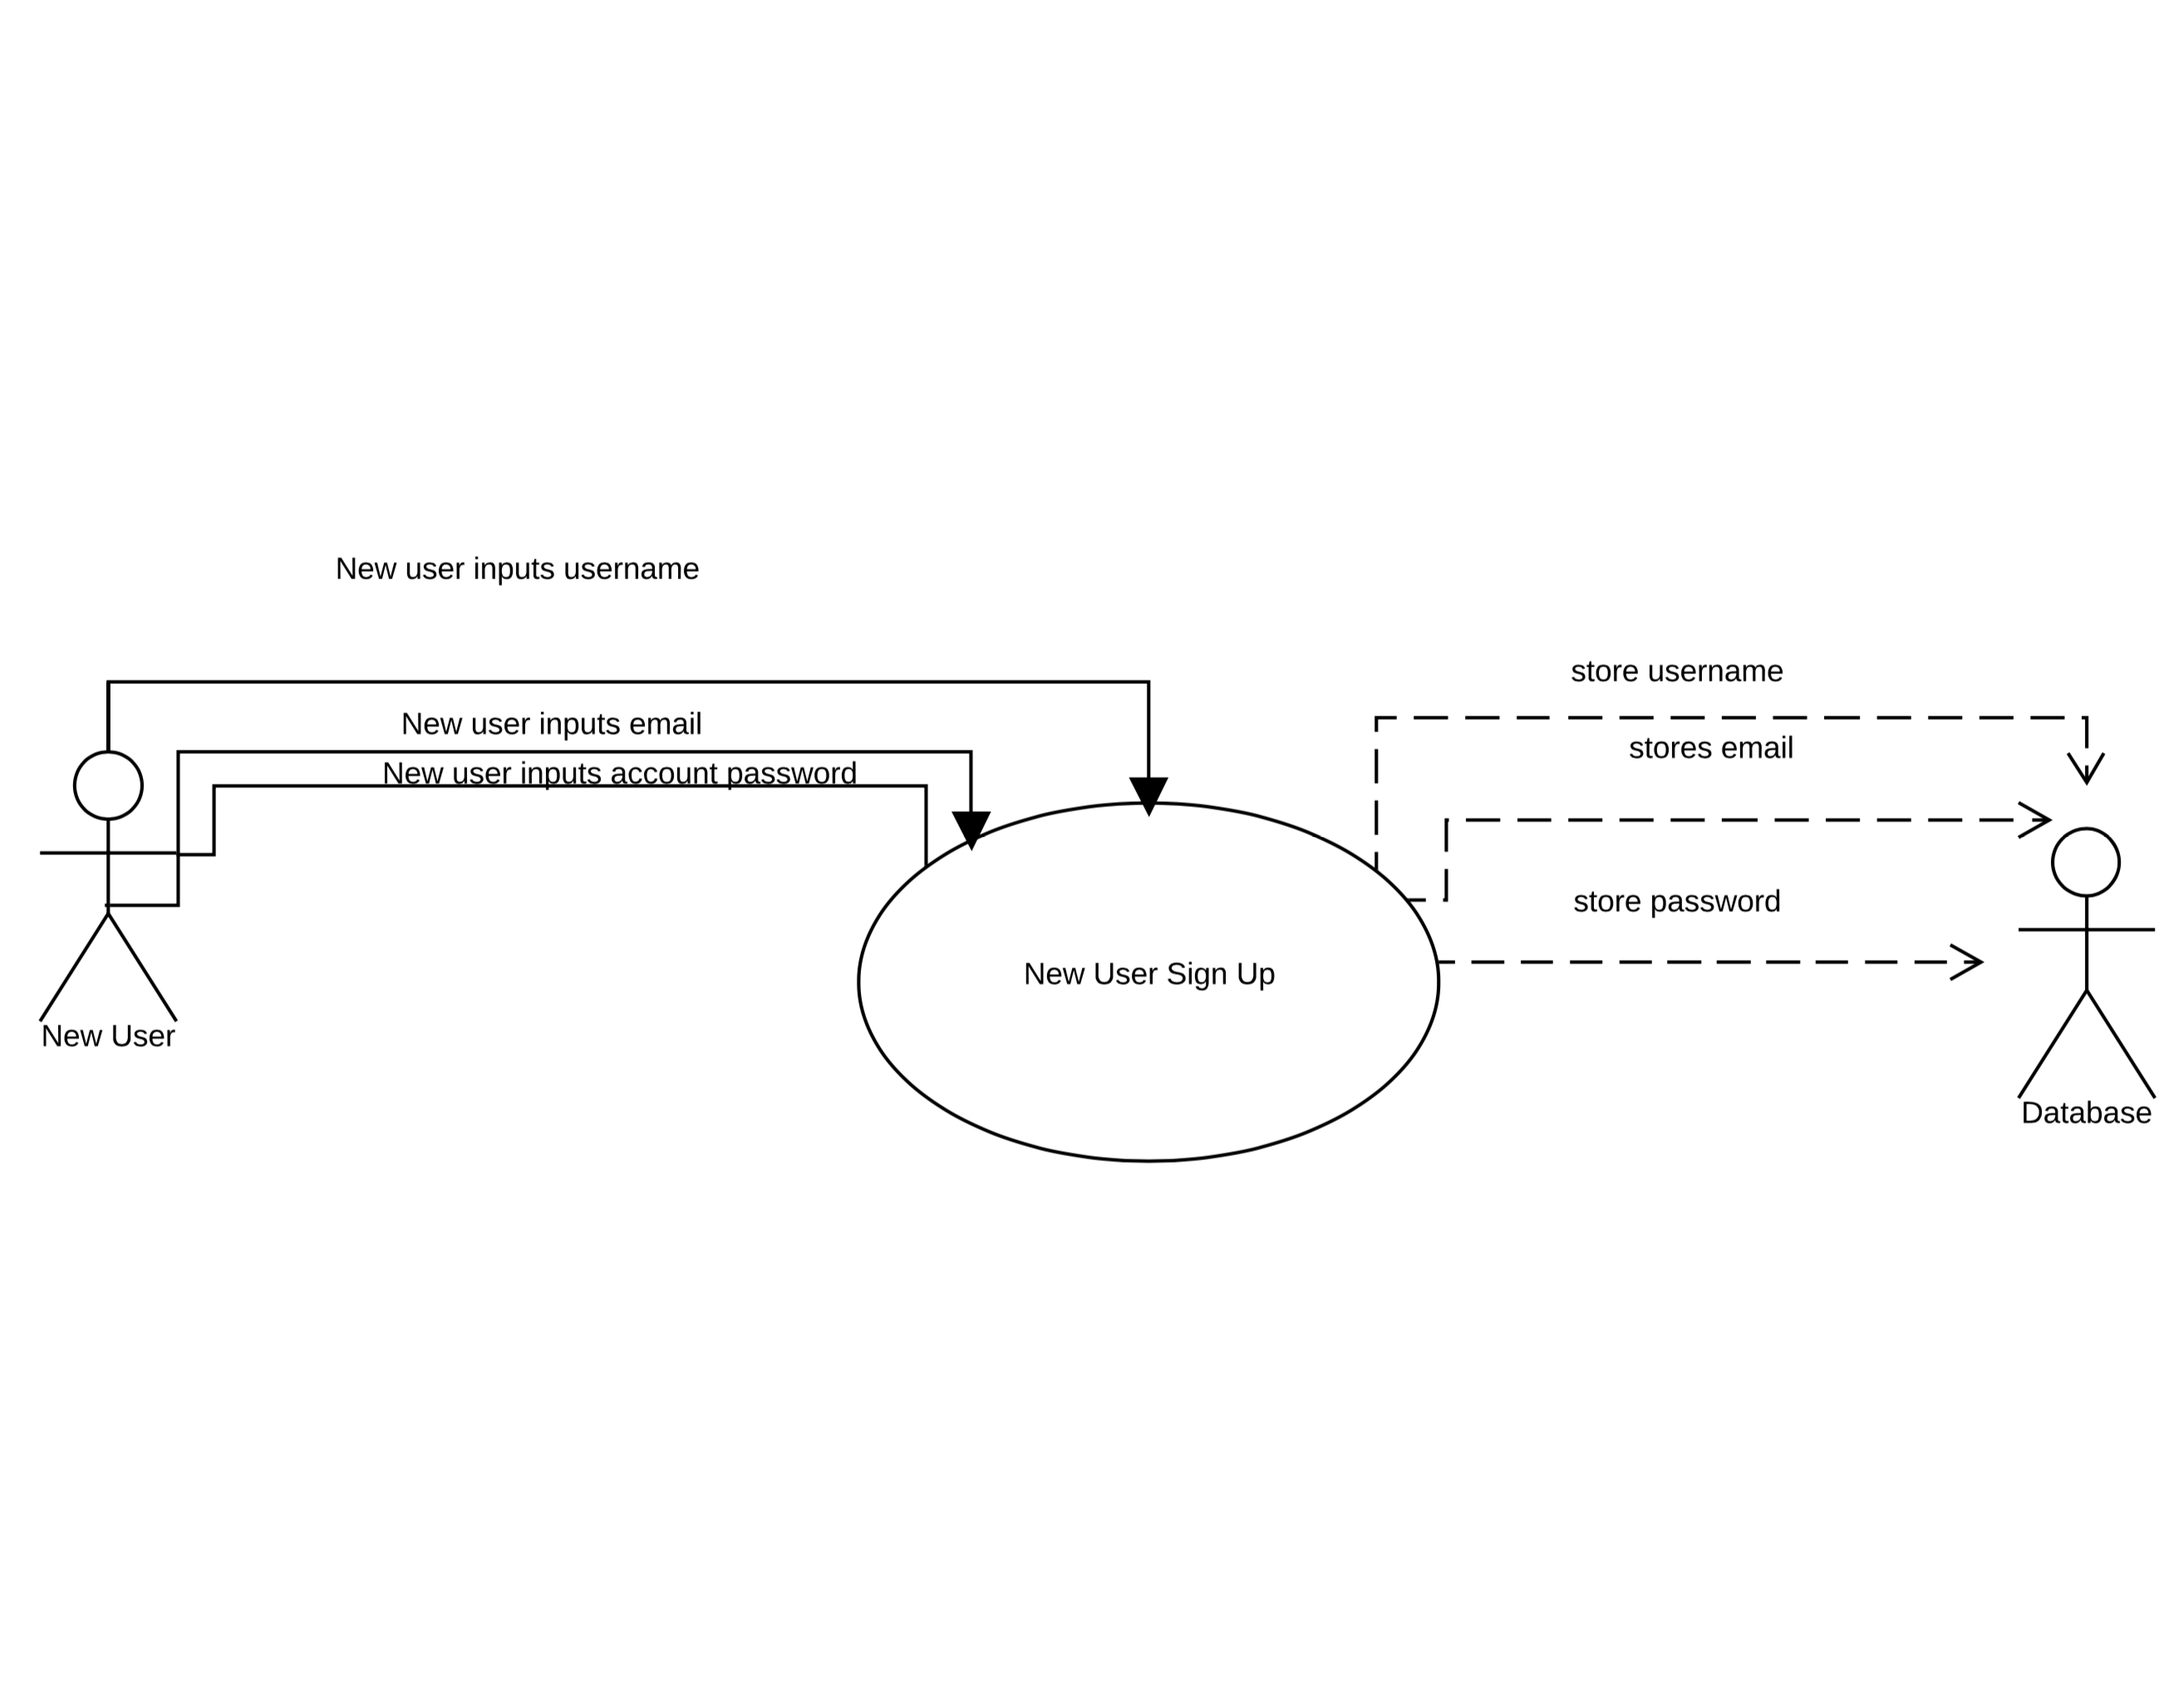 New user inputs username
store username
New user inputs email
stores email
New user inputs account password
store password
New User Sign Up
New User
Database